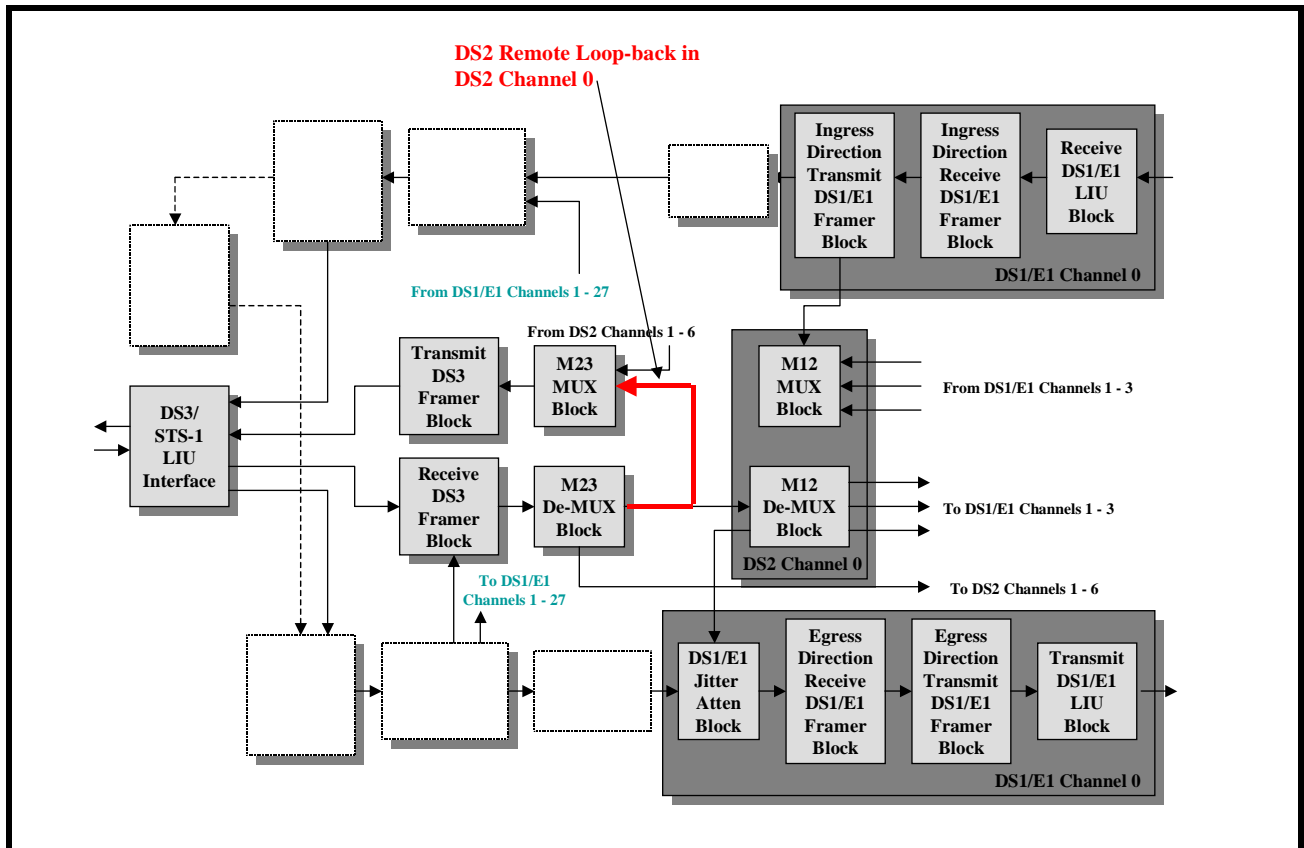 DS2 Remote Loop-back in
DS2 Channel 0
Ingress
Direction
Transmit
DS1/E1
Framer
Block
Ingress
Direction
Receive
DS1/E1
Framer
Block
Receive
DS1/E1
LIU
Block
DS1/E1 Channel 0
From DS1/E1 Channels 1 - 27
From DS2 Channels 1 - 6
Transmit
DS3
Framer
Block
M23
MUX
Block
M12
MUX
Block
From DS1/E1 Channels 1 - 3
DS3/
STS-1
LIU
Interface
Receive
DS3
Framer
Block
M23
De-MUX
Block
M12
De-MUX
Block
To DS1/E1 Channels 1 - 3
DS2 Channel 0
To DS1/E1
Channels 1 - 27
To DS2 Channels 1 - 6
DS1/E1
Jitter
Atten
Block
Egress
Direction
Receive
DS1/E1
Framer
Block
Egress
Direction
Transmit
DS1/E1
Framer
Block
Transmit
DS1/E1
LIU
Block
DS1/E1 Channel 0